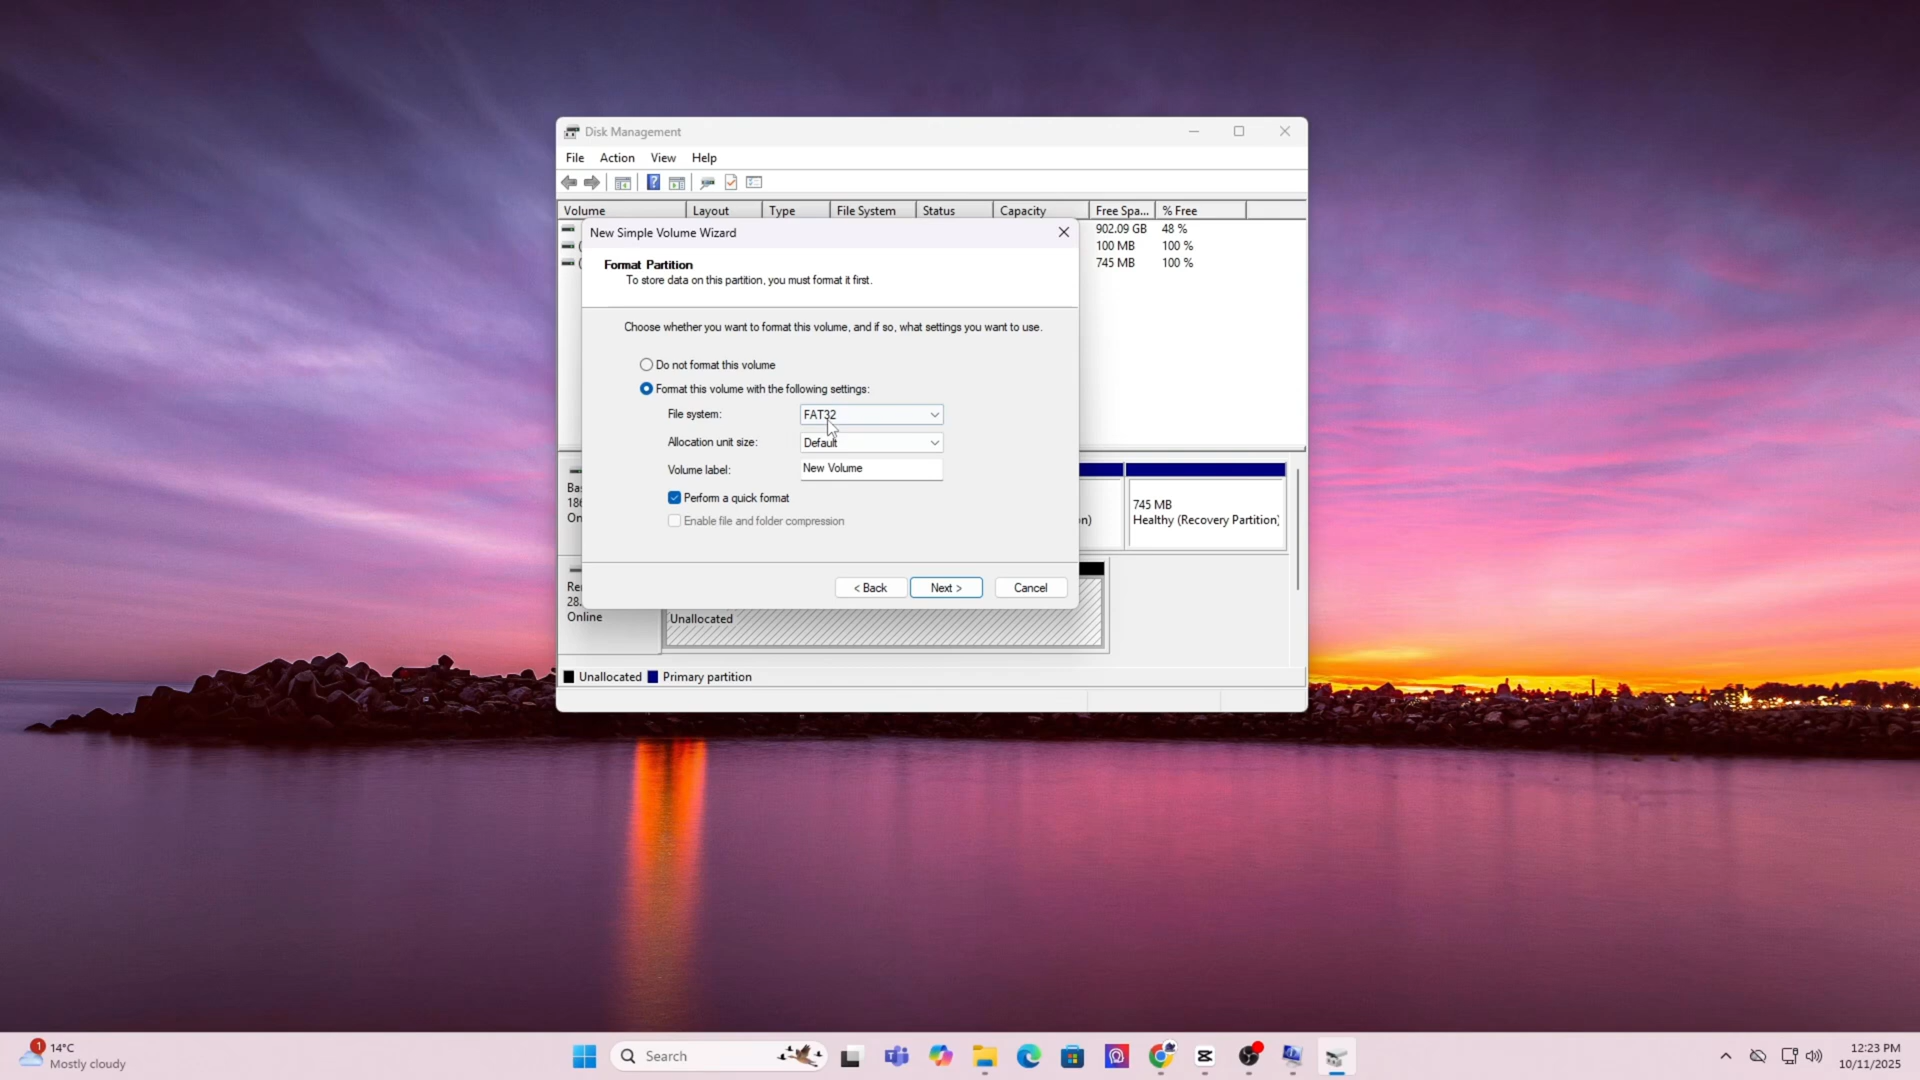 Disk Management
File Action View Help
Volume Layout Type File System Status Capacity Free Spa... % Free
902.09 GB 48 %
100 MB 100 %
745 MB 100 %
New Simple Volume Wizard
Format Partition
To store data on this partition, you must format it first.
Choose whether you want to format this volume, and if so, what settings you want to use.
Do not format this volume
Format this volume with the following settings:
File system: FAT32
Allocation unit size: Default
Volume label: New Volume
Perform a quick format
Enable file and folder compression
< Back Next > Cancel
Ba
186
On
n)
745 MB
Healthy (Recovery Partition)
Re
28.
Online
Unallocated
Unallocated Primary partition
1
14°C
Mostly cloudy
Search
12:23 PM
10/11/2025